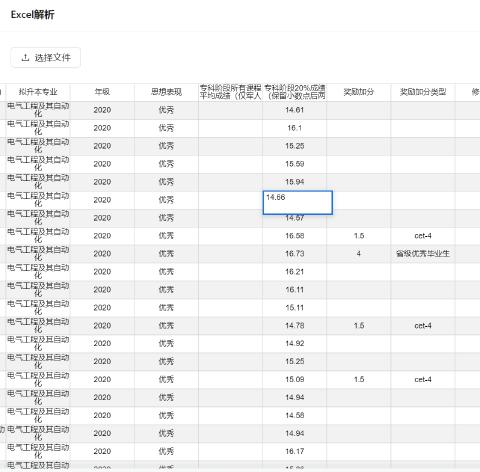 Excel解析
选择文件
拟升本专业 年级 思想表现 专科阶段所有课程平均成绩（仅军人 专科阶段20%成绩（保留小数点后两 奖励加分 奖励加分类型 修
电气工程及其自动化 2020 优秀 14.61
电气工程及其自动化 2020 优秀 16.1
电气工程及其自动化 2020 优秀 15.25
电气工程及其自动化 2020 优秀 15.59
电气工程及其自动化 2020 优秀 15.94
电气工程及其自动化 2020 优秀 14.66
电气工程及其自动化 2020 优秀 14.57
电气工程及其自动化 2020 优秀 16.58 1.5 cet-4
电气工程及其自动化 2020 优秀 16.73 4 省级优秀毕业生
电气工程及其自动化 2020 优秀 16.21
电气工程及其自动化 2020 优秀 16.11
电气工程及其自动化 2020 优秀 15.11
电气工程及其自动化 2020 优秀 14.78 1.5 cet-4
电气工程及其自动化 2020 优秀 14.92
电气工程及其自动化 2020 优秀 15.25
电气工程及其自动化 2020 优秀 15.09 1.5 cet-4
电气工程及其自动化 2020 优秀 14.94
电气工程及其自动化 2020 优秀 14.58
电气工程及其自动化 2020 优秀 14.94
电气工程及其自动化 2020 优秀 16.17
电气工程及其自动 2020 优秀